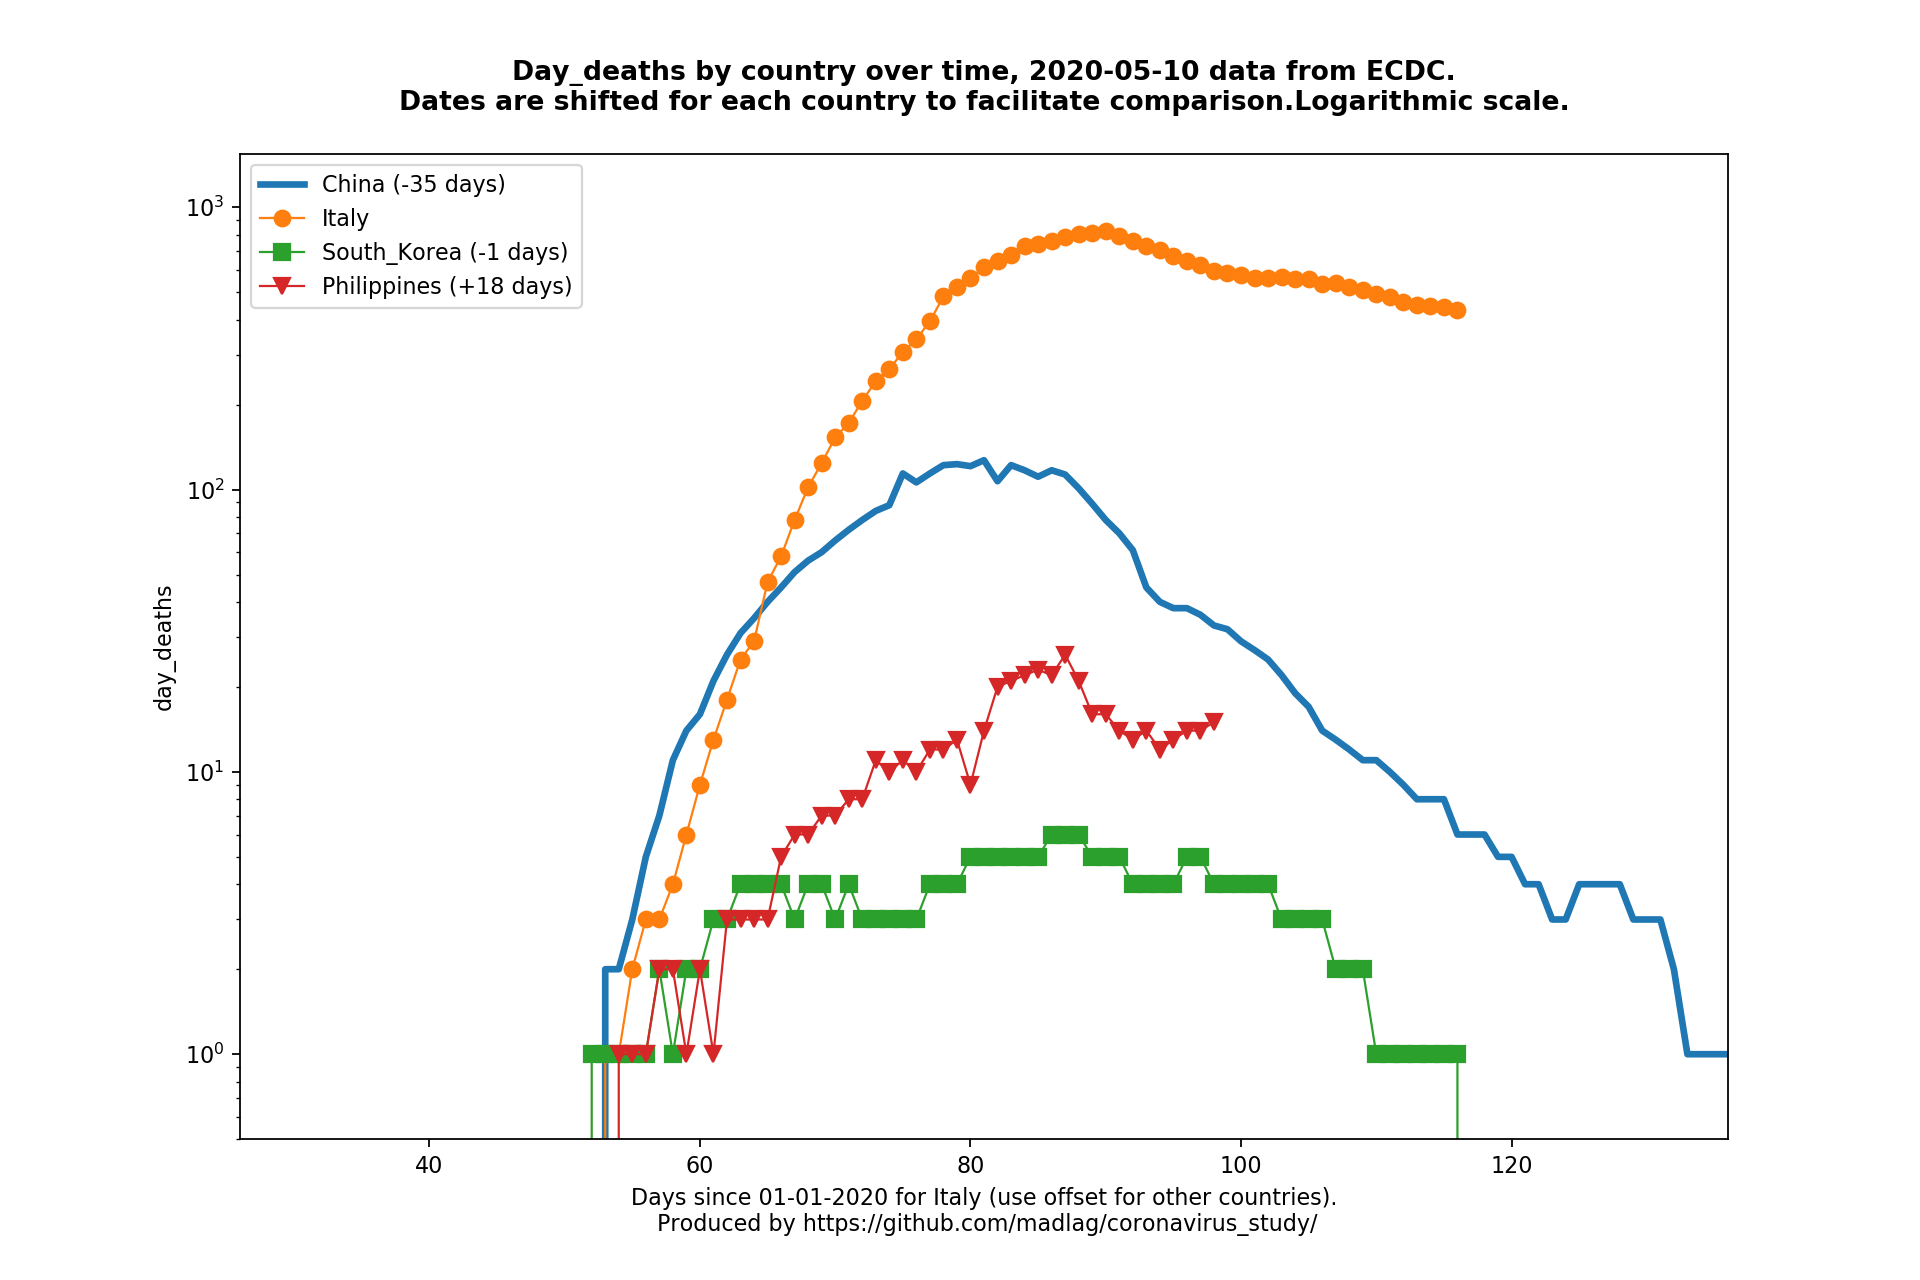 Day_deaths by country over time, 2020-05-10 data from ECDC.
Dates are shifted for each country to facilitate comparison.Logarithmic scale.
China (-35 days)
Italy
South_Korea (-1 days)
Philippines (+18 days)
10³
10²
10¹
10⁰
day_deaths
40 60 80 100 120
Days since 01-01-2020 for Italy (use offset for other countries).
Produced by https://github.com/madlag/coronavirus_study/